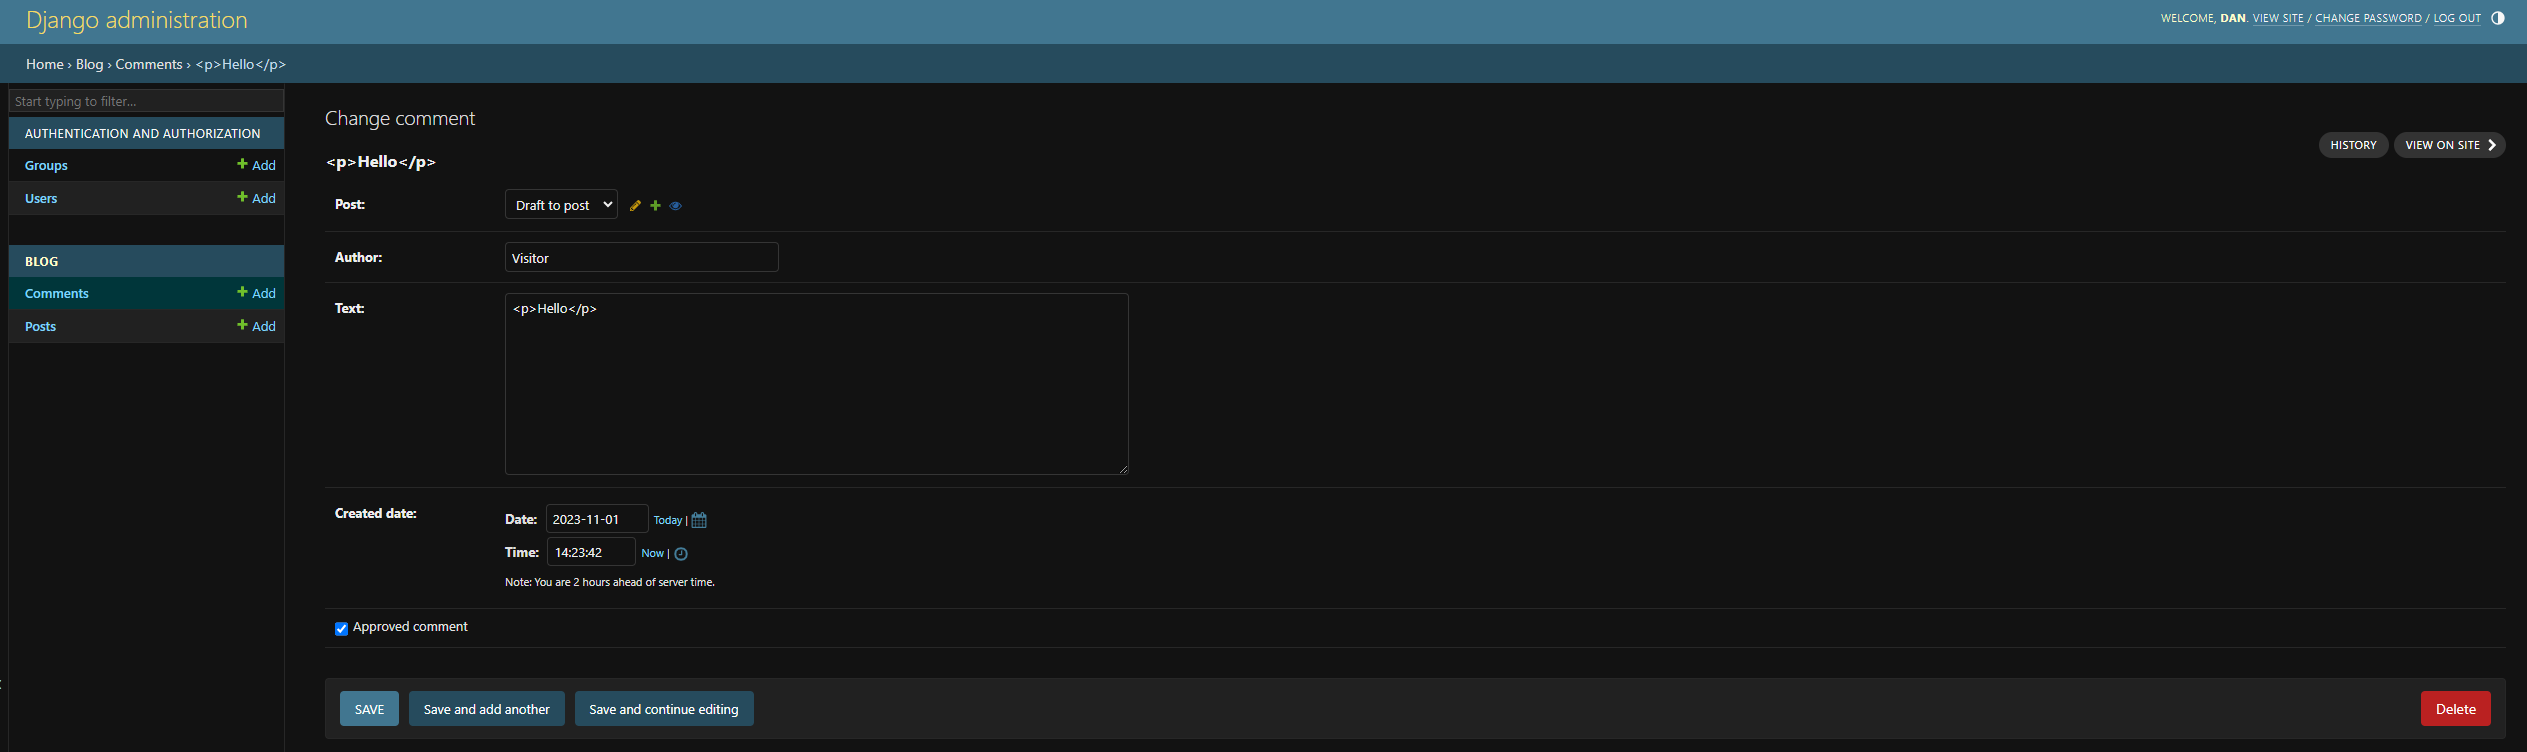 Django administration
WELCOME, DAN. VIEW SITE / CHANGE PASSWORD / LOG OUT
Home › Blog › Comments › <p>Hello</p>
Start typing to filter...
AUTHENTICATION AND AUTHORIZATION
Groups + Add
Users + Add
BLOG
Comments + Add
Posts + Add
Change comment
<p>Hello</p>
HISTORY VIEW ON SITE
Post: Draft to post
Author: Visitor
Text: <p>Hello</p>
Created date:
Date: 2023-11-01 Today |
Time: 14:23:42 Now |
Note: You are 2 hours ahead of server time.
Approved comment
SAVE Save and add another Save and continue editing Delete